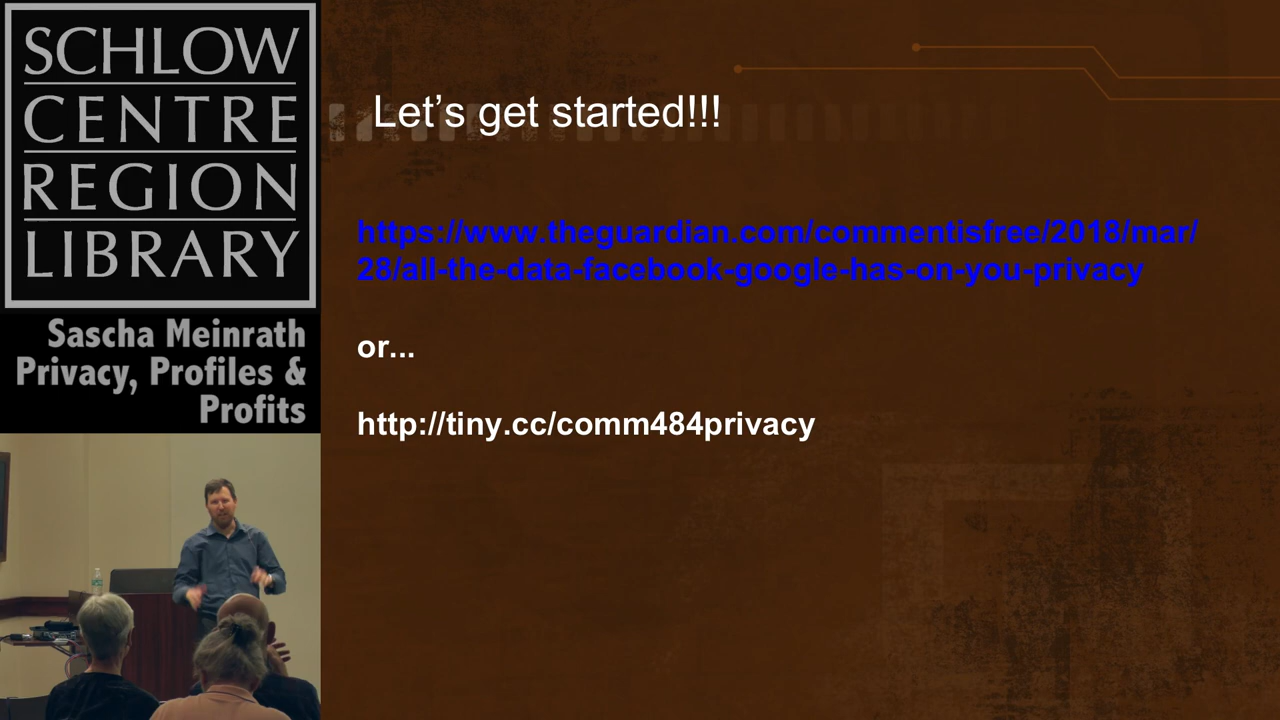 SCHLOW
CENTRE
REGION
LIBRARY
Sascha Meinrath
Privacy, Profiles &
Profits
Let’s get started!!!
https://www.theguardian.com/commentisfree/2018/mar/
28/all-the-data-facebook-google-has-on-you-privacy
or...
http://tiny.cc/comm484privacy